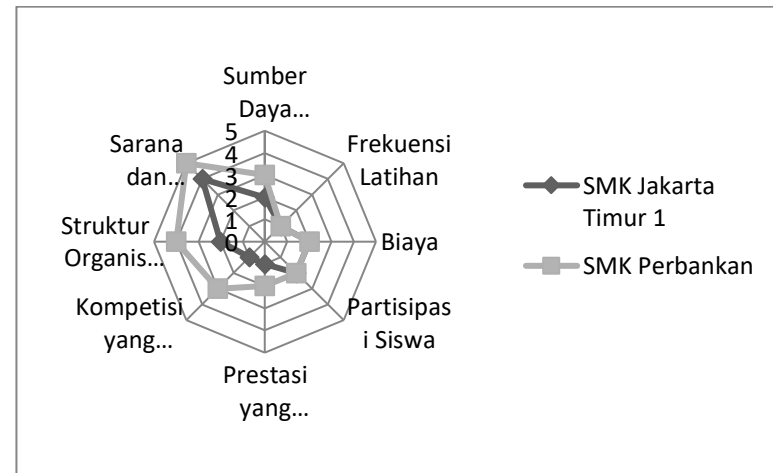 Sumber
Daya...
Frekuensi
Latihan
Biaya
Partisipas
i Siswa
Prestasi
yang...
Kompetisi
yang...
Struktur
Organis...
Sarana
dan...
5
4
3
2
1
0
SMK Jakarta
Timur 1
SMK Perbankan